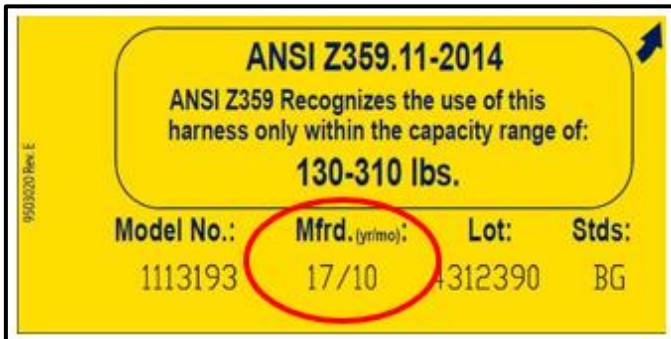 ANSI Z359.11-2014
ANSI Z359 Recognizes the use of this
harness only within the capacity range of:
130-310 lbs.
9503020 Rev. E
Model No.: Mfrd.(yr/mo): Lot: Stds:
1113193 17/10 4312390 BG